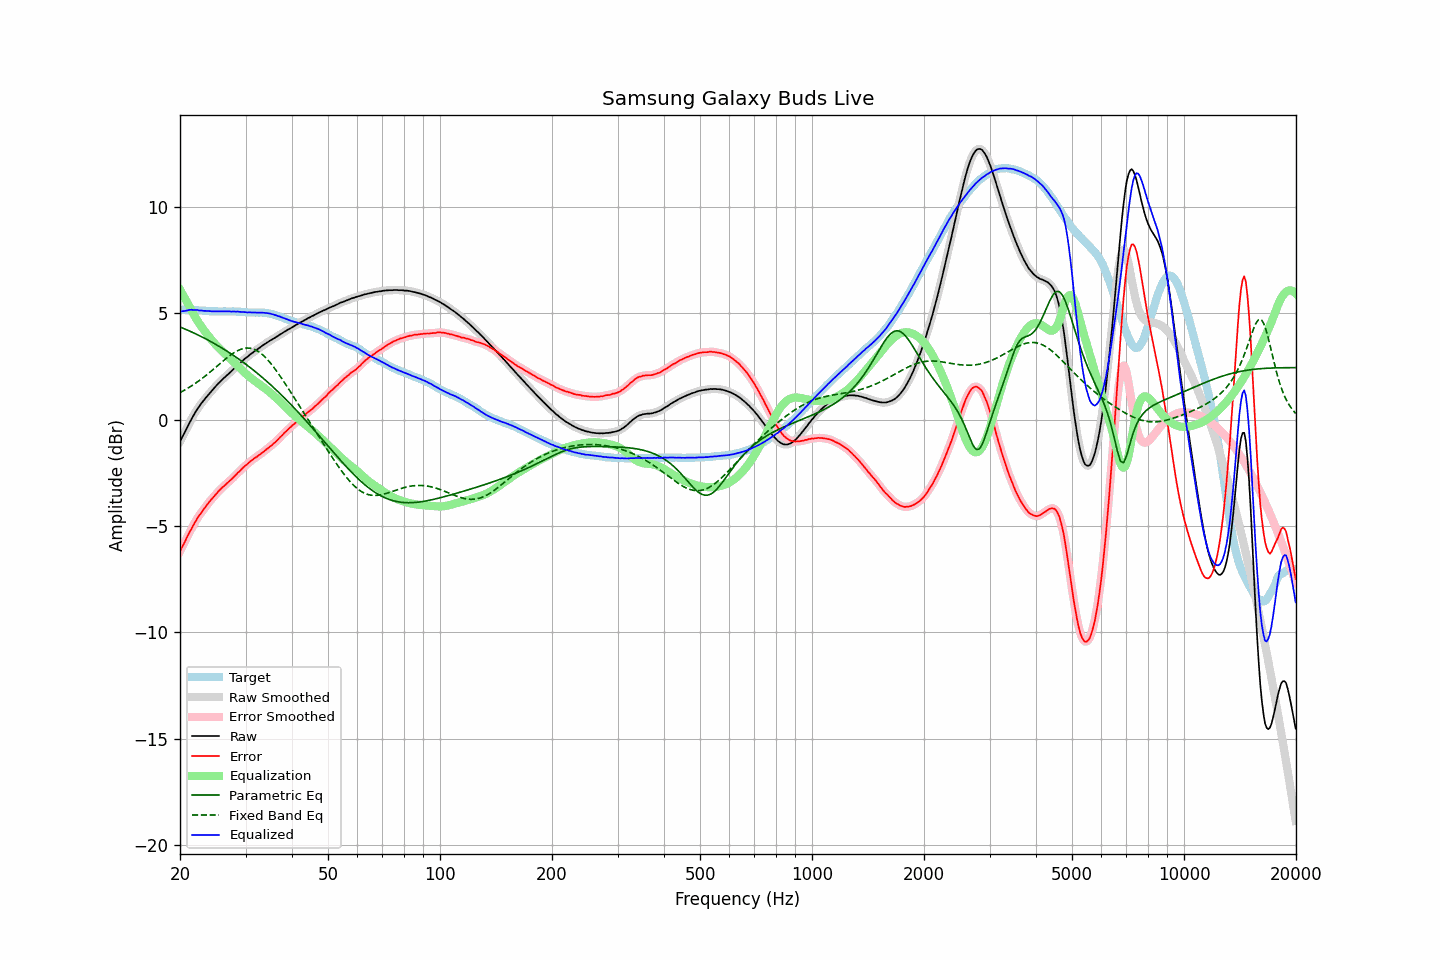 Samsung Galaxy Buds Live
Amplitude (dBr)
10
5
0
−5
−10
−15
−20
Target
Raw Smoothed
Error Smoothed
Raw
Error
Equalization
Parametric Eq
Fixed Band Eq
Equalized
20 50 100 200 500 1000 2000 5000 10000 20000
Frequency (Hz)